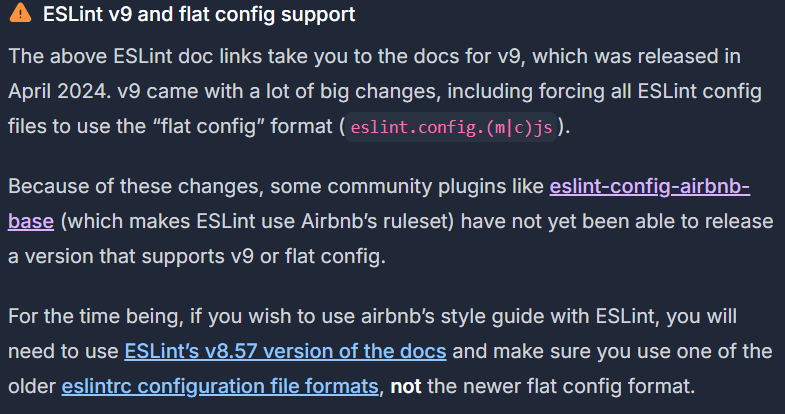 ESLint v9 and flat config support
The above ESLint doc links take you to the docs for v9, which was released in
April 2024. v9 came with a lot of big changes, including forcing all ESLint config
files to use the “flat config” format ( eslint.config.(m|c)js ).
Because of these changes, some community plugins like eslint-config-airbnb-
base (which makes ESLint use Airbnb’s ruleset) have not yet been able to release
a version that supports v9 or flat config.
For the time being, if you wish to use airbnb’s style guide with ESLint, you will
need to use ESLint’s v8.57 version of the docs and make sure you use one of the
older eslintrc configuration file formats, not the newer flat config format.